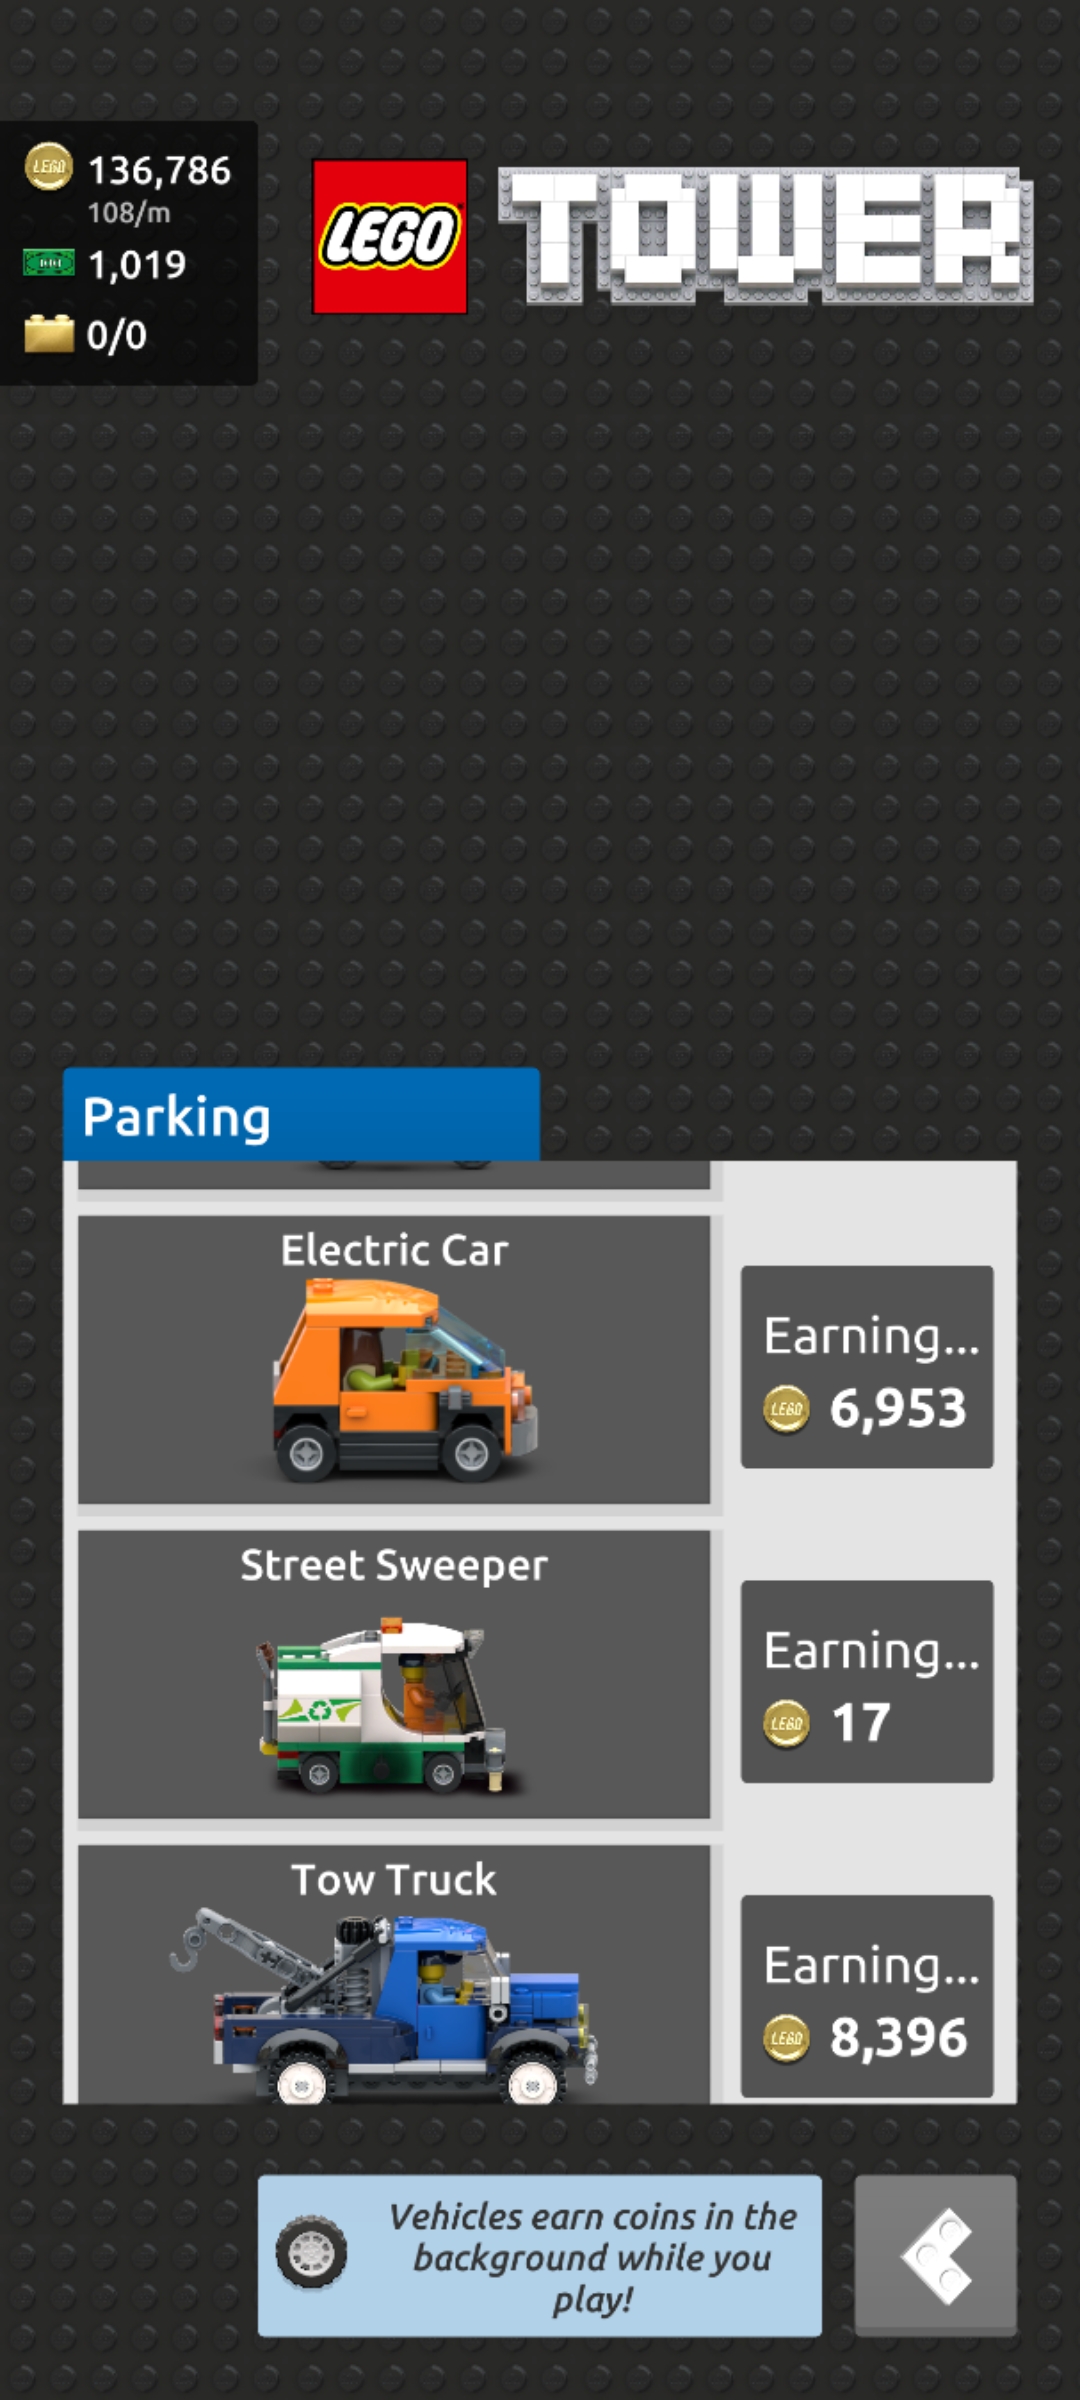 LEGO
136,786
108/m
1,019
0/0
LEGO TOWER
Parking
Electric Car
Earning...
LEGO 6,953
Street Sweeper
Earning...
LEGO 17
Tow Truck
Earning...
LEGO 8,396
Vehicles earn coins in the
background while you
play!